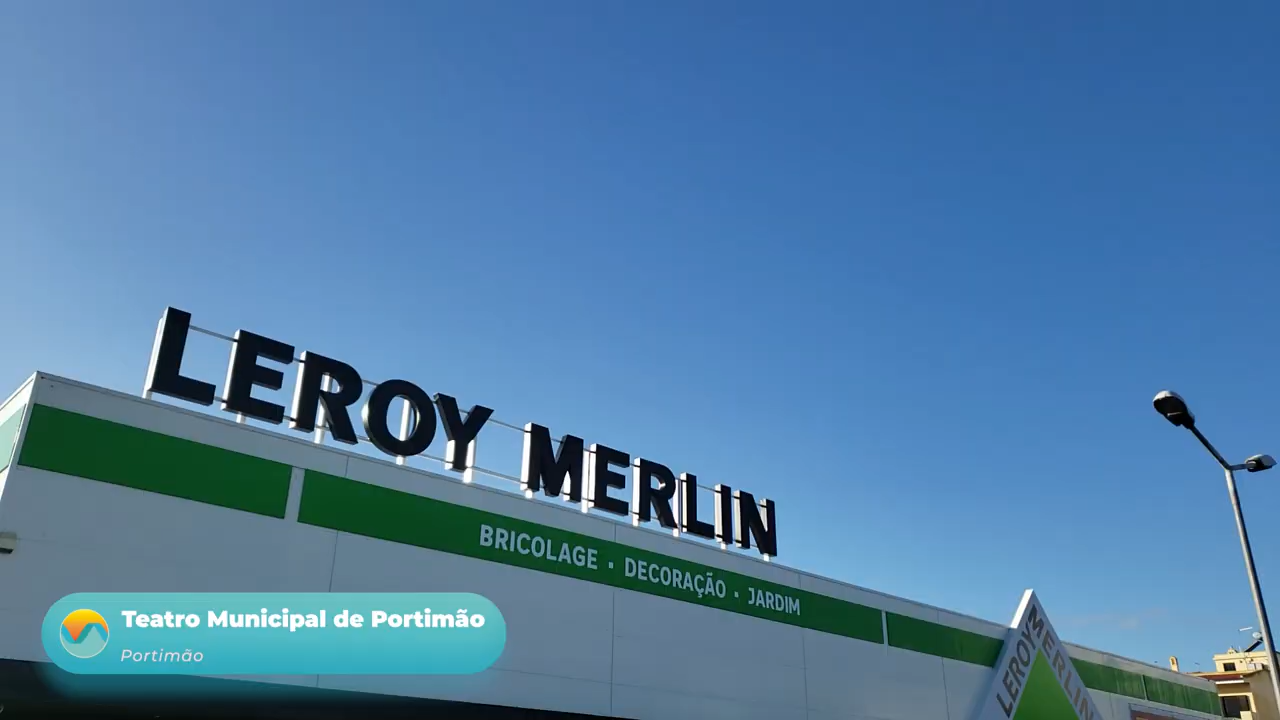 LEROY MERLIN
BRICOLAGE • DECORAÇÃO • JARDIM
LEROY MERLIN
Teatro Municipal de Portimão
Portimão